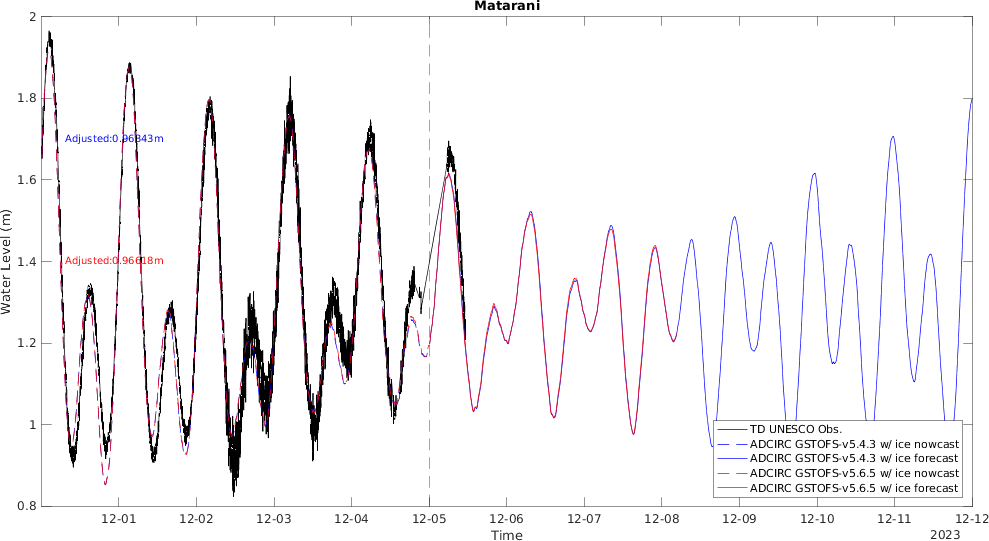 Matarani
2
1.8
1.6
1.4
1.2
1
0.8
Water Level (m)
Adjusted:0.96843m
Adjusted:0.96618m
TD UNESCO Obs.
ADCIRC GSTOFS-v5.4.3 w/ ice nowcast
ADCIRC GSTOFS-v5.4.3 w/ ice forecast
ADCIRC GSTOFS-v5.6.5 w/ ice nowcast
ADCIRC GSTOFS-v5.6.5 w/ ice forecast
12-01 12-02 12-03 12-04 12-05 12-06 12-07 12-08 12-09 12-10 12-11 12-12
Time
2023